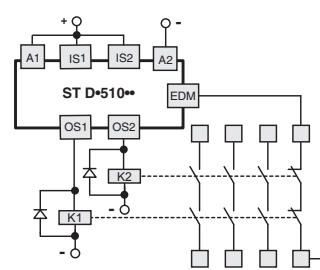 + -
A1 IS1 IS2 A2
ST D•510••
EDM
OS1 OS2
K2
-
K1
-